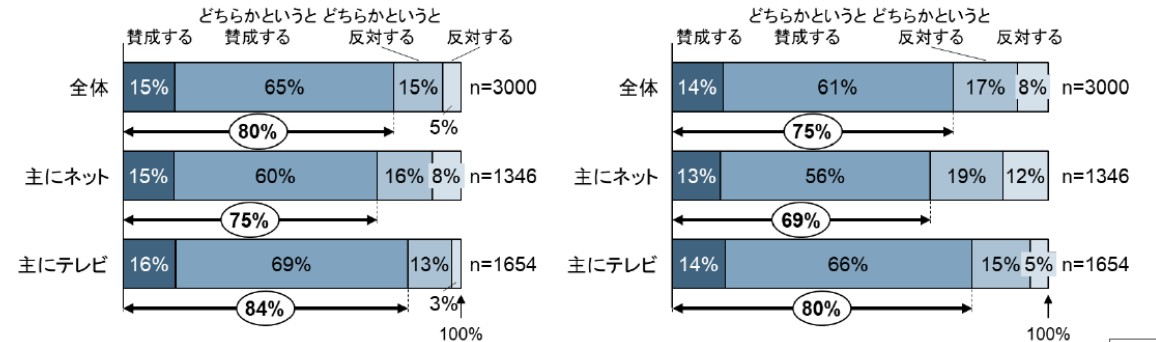 どちらかというと どちらかというと
賛成する 賛成する 反対する 反対する
全体 15% 65% 15% n=3000
80% 5%
主にネット 15% 60% 16% 8% n=1346
75%
主にテレビ 16% 69% 13% n=1654
84% 3%
100%
どちらかというと どちらかというと
賛成する 賛成する 反対する 反対する
全体 14% 61% 17% 8% n=3000
75%
主にネット 13% 56% 19% 12% n=1346
69%
主にテレビ 14% 66% 15% 5% n=1654
80%
100%